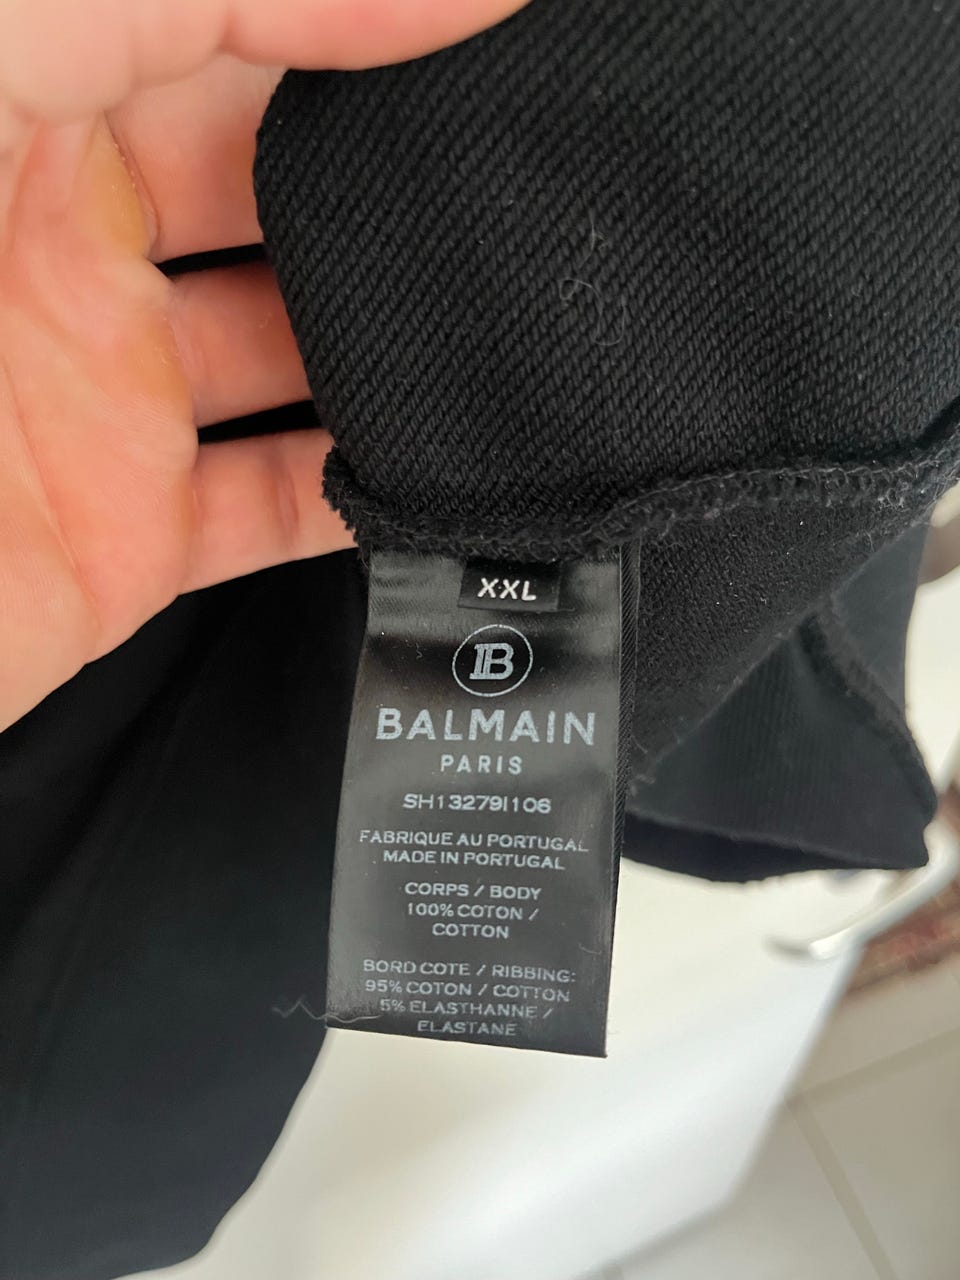 XXL
B
BALMAIN
PARIS
SH13279I106
FABRIQUE AU PORTUGAL
MADE IN PORTUGAL
CORPS / BODY
100% COTON /
COTTON
BORD COTE / RIBBING:
95% COTON / COTTON
5% ELASTHANNE /
ELASTANE